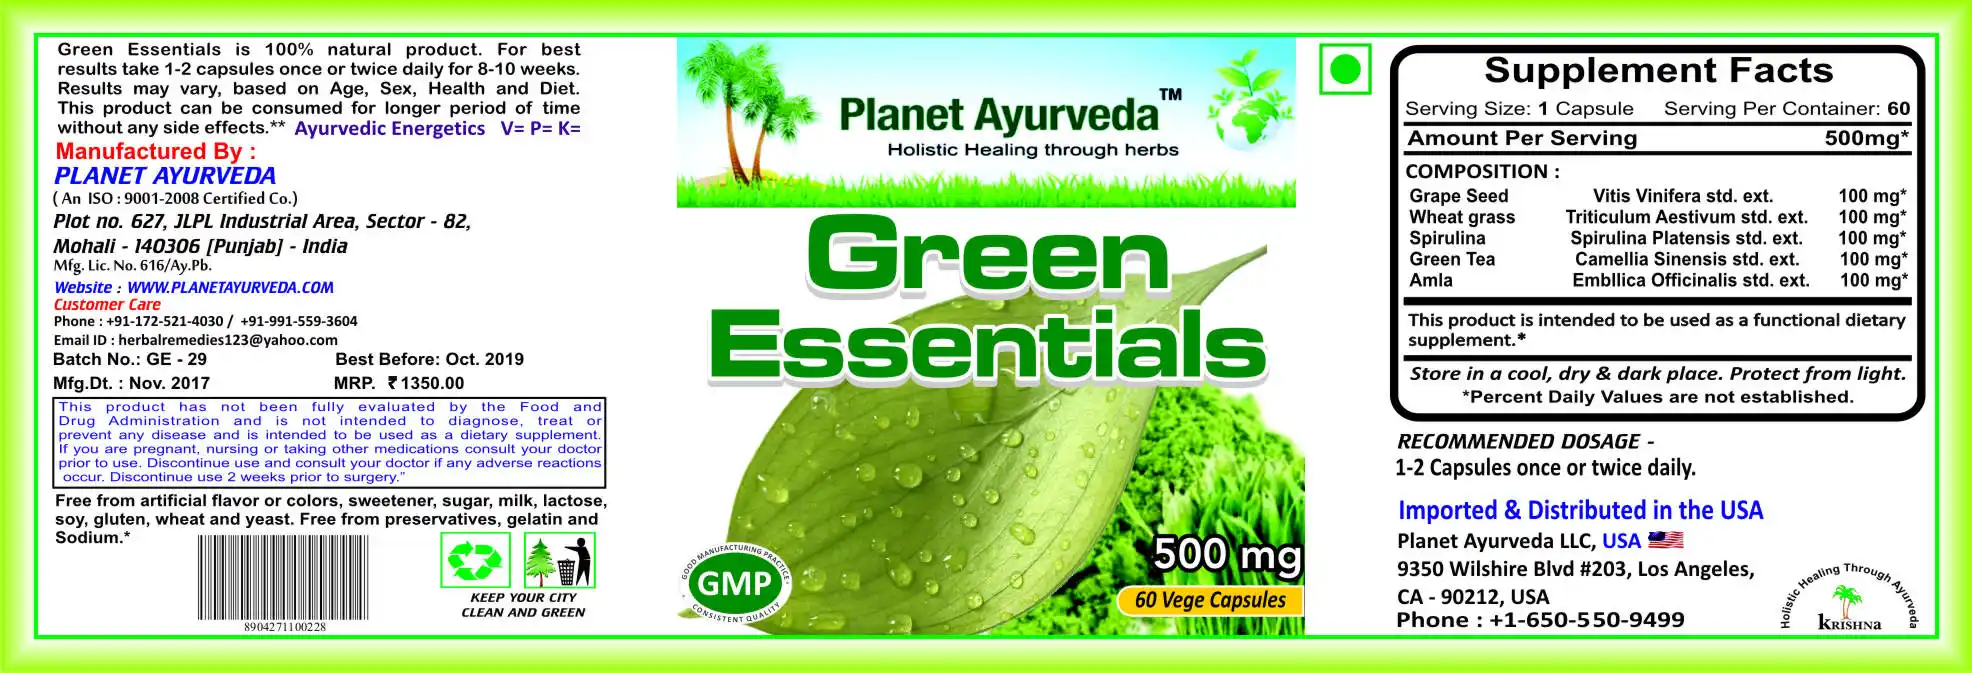 Green Essentials is 100% natural product. For best
results take 1-2 capsules once or twice daily for 8-10 weeks.
Results may vary, based on Age, Sex, Health and Diet.
This product can be consumed for longer period of time
without any side effects.** Ayurvedic Energetics V= P= K=
Manufactured By :
PLANET AYURVEDA
( An ISO : 9001-2008 Certified Co.)
Plot no. 627, JLPL Industrial Area, Sector - 82,
Mohali - 140306 [Punjab] - India
Mfg. Lic. No. 616/Ay.Pb.
Website : WWW.PLANETAYURVEDA.COM
Customer Care
Phone : +91-172-521-4030 / +91-991-559-3604
Email ID : herbalremedies123@yahoo.com
Batch No.: GE - 29 Best Before: Oct. 2019
Mfg.Dt. : Nov. 2017 MRP. ₹ 1350.00
This product has not been fully evaluated by the Food and
Drug Administration and is not intended to diagnose, treat or
prevent any disease and is intended to be used as a dietary supplement.
If you are pregnant, nursing or taking other medications consult your doctor
prior to use. Discontinue use and consult your doctor if any adverse reactions
occur. Discontinue use 2 weeks prior to surgery.”
Free from artificial flavor or colors, sweetener, sugar, milk, lactose,
soy, gluten, wheat and yeast. Free from preservatives, gelatin and
Sodium.*
8904271100228
KEEP YOUR CITY
CLEAN AND GREEN
Planet Ayurveda™
Holistic Healing through herbs
Green
Essentials
GOOD MANUFACTURING PRACTICE
GMP
CONSISTENT QUALITY
500 mg
60 Vege Capsules
Supplement Facts
Serving Size: 1 Capsule Serving Per Container: 60
Amount Per Serving 500mg*
COMPOSITION :
Grape Seed Vitis Vinifera std. ext. 100 mg*
Wheat grass Triticulum Aestivum std. ext. 100 mg*
Spirulina Spirulina Platensis std. ext. 100 mg*
Green Tea Camellia Sinensis std. ext. 100 mg*
Amla Embllica Officinalis std. ext. 100 mg*
This product is intended to be used as a functional dietary
supplement.*
Store in a cool, dry & dark place. Protect from light.
*Percent Daily Values are not established.
RECOMMENDED DOSAGE -
1-2 Capsules once or twice daily.
Imported & Distributed in the USA
Planet Ayurveda LLC, USA
9350 Wilshire Blvd #203, Los Angeles,
CA - 90212, USA
Phone : +1-650-550-9499
Holistic Healing Through Ayurveda
KRISHNa